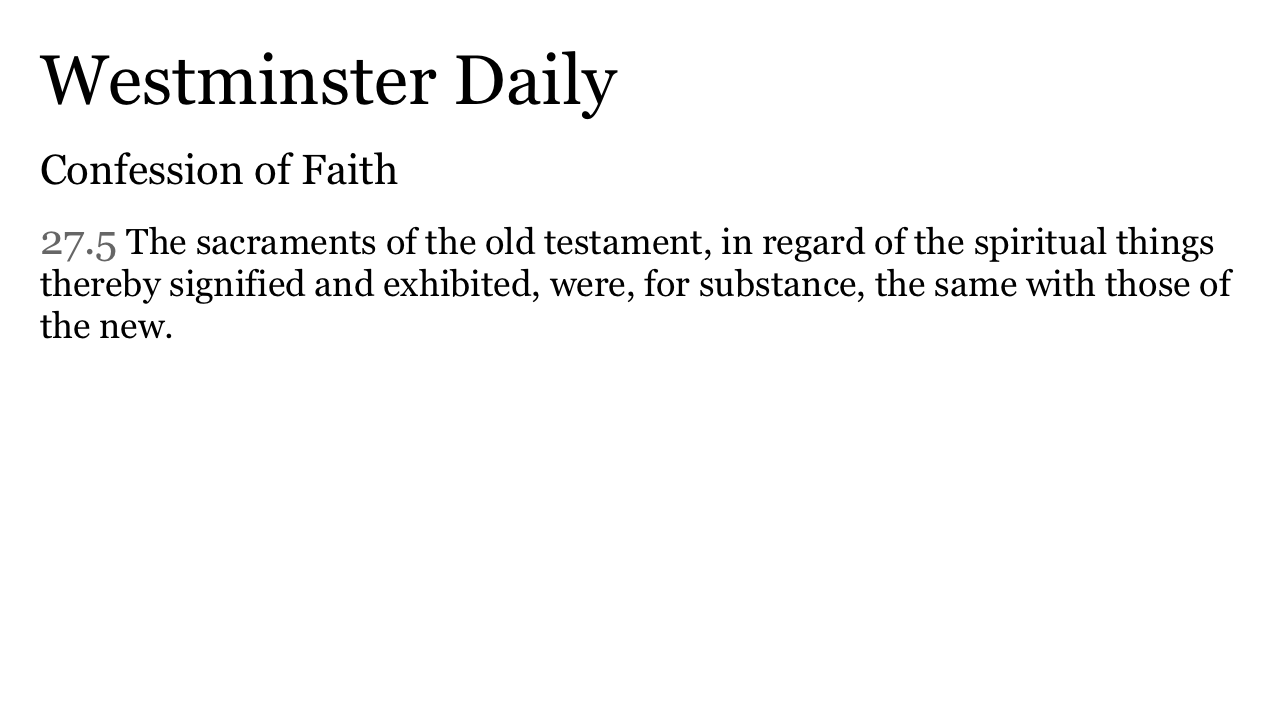 Westminster Daily
Confession of Faith
27.5 The sacraments of the old testament, in regard of the spiritual things
thereby signified and exhibited, were, for substance, the same with those of
the new.